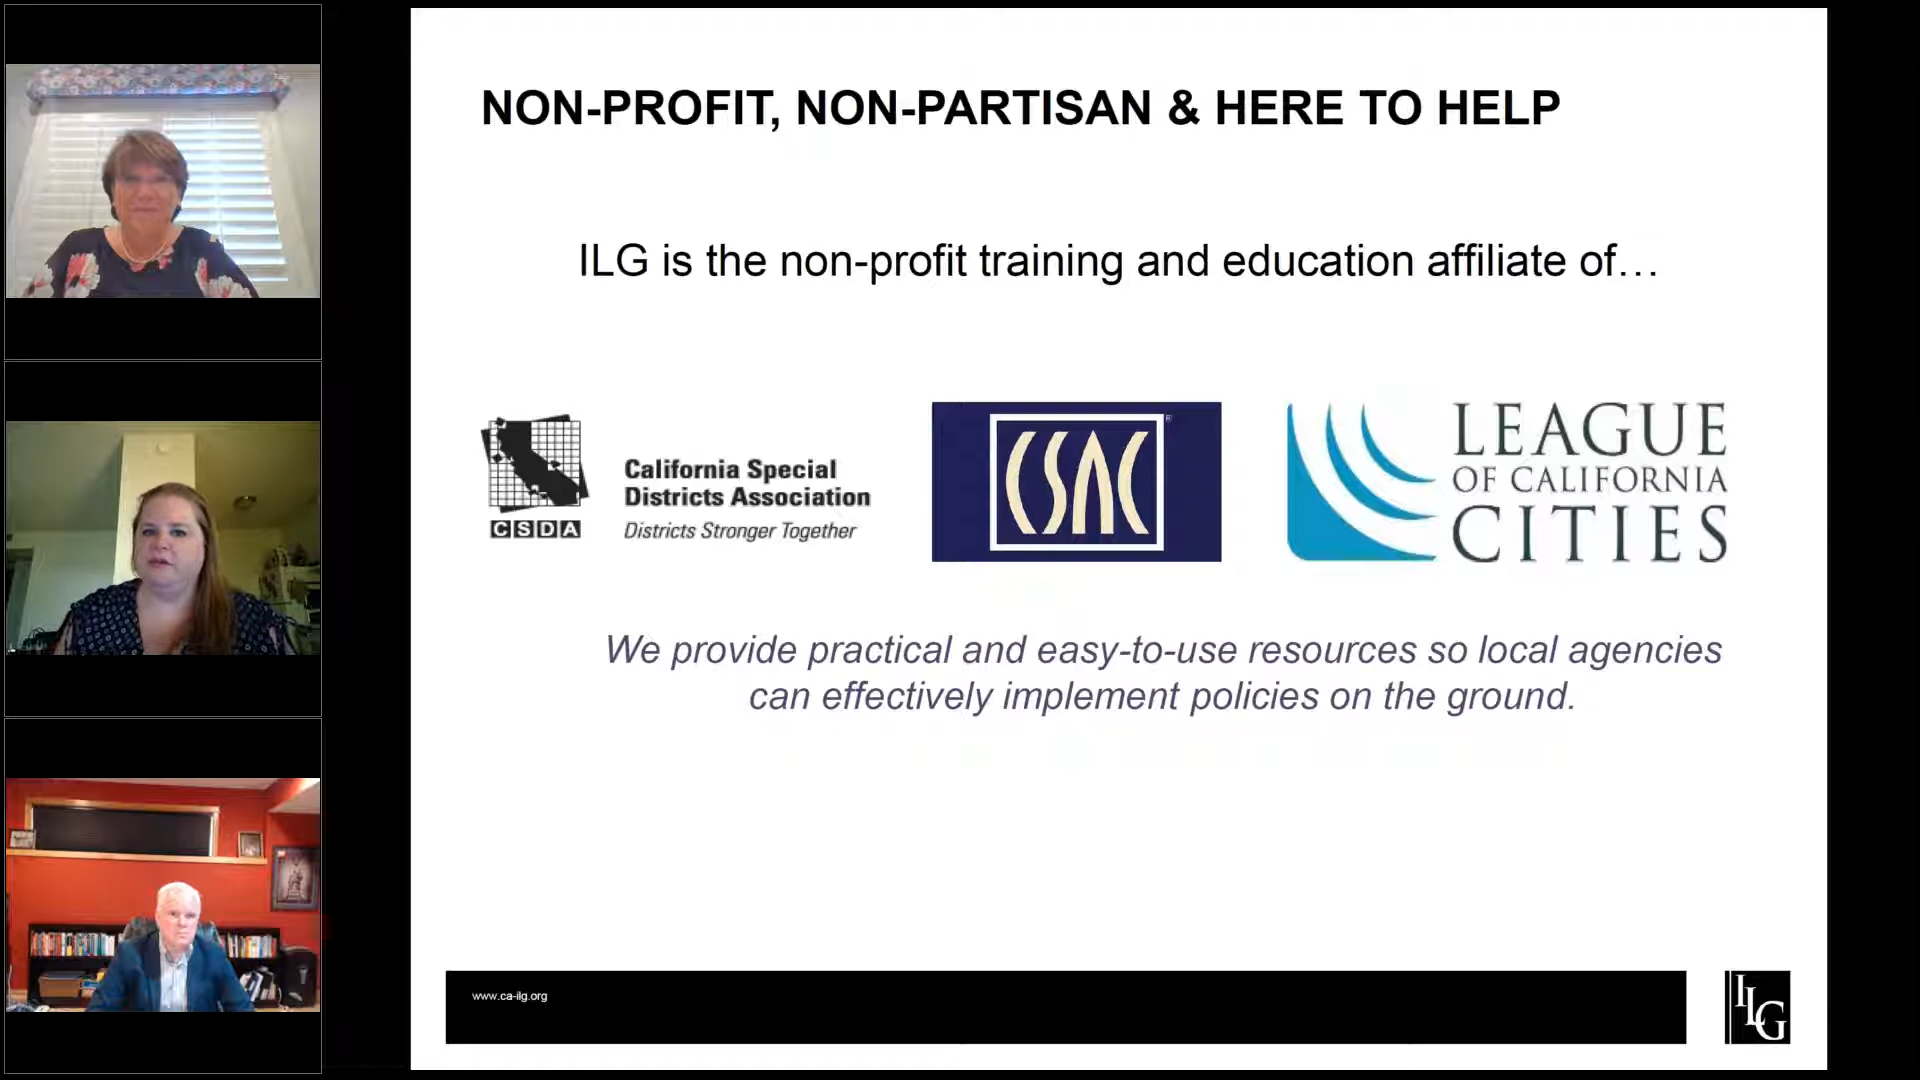 NON-PROFIT, NON-PARTISAN & HERE TO HELP
ILG is the non-profit training and education affiliate of…
California Special
Districts Association
CSDA
Districts Stronger Together
CSAC
®
LEAGUE
OF CALIFORNIA
CITIES
We provide practical and easy-to-use resources so local agencies
can effectively implement policies on the ground.
www.ca-ilg.org
ILG